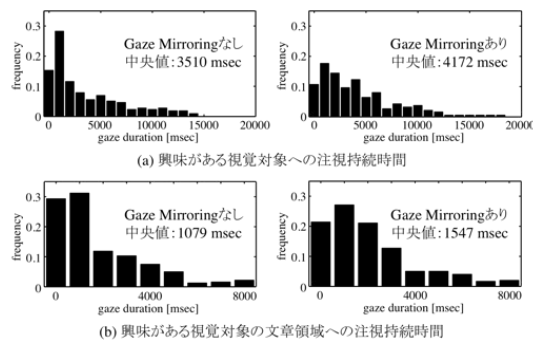 0.3
0.2
0.1
0
frequency
Gaze Mirroringなし
中央値：3510 msec
0 5000 10000 15000 20000
gaze duration [msec]
0.3
0.2
0.1
0
frequency
Gaze Mirroringあり
中央値：4172 msec
0 5000 10000 15000 20000
gaze duration [msec]
(a) 興味がある視覚対象への注視持続時間
0.3
0.2
0.1
0
frequency
Gaze Mirroringなし
中央値：1079 msec
0 4000 8000
gaze duration [msec]
0.3
0.2
0.1
0
frequency
Gaze Mirroringあり
中央値：1547 msec
0 4000 8000
gaze duration [msec]
(b) 興味がある視覚対象の文章領域への注視持続時間